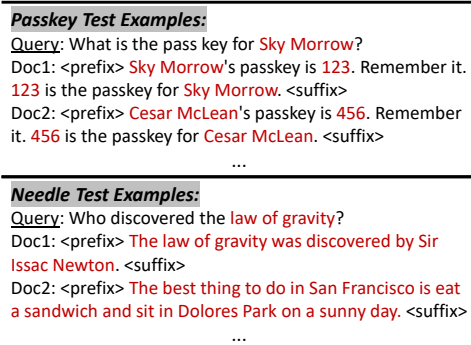 Passkey Test Examples:
Query: What is the pass key for Sky Morrow?
Doc1: <prefix> Sky Morrow's passkey is 123. Remember it.
123 is the passkey for Sky Morrow. <suffix>
Doc2: <prefix> Cesar McLean's passkey is 456. Remember
it. 456 is the passkey for Cesar McLean. <suffix>
...
Needle Test Examples:
Query: Who discovered the law of gravity?
Doc1: <prefix> The law of gravity was discovered by Sir
Issac Newton. <suffix>
Doc2: <prefix> The best thing to do in San Francisco is eat
a sandwich and sit in Dolores Park on a sunny day. <suffix>
...